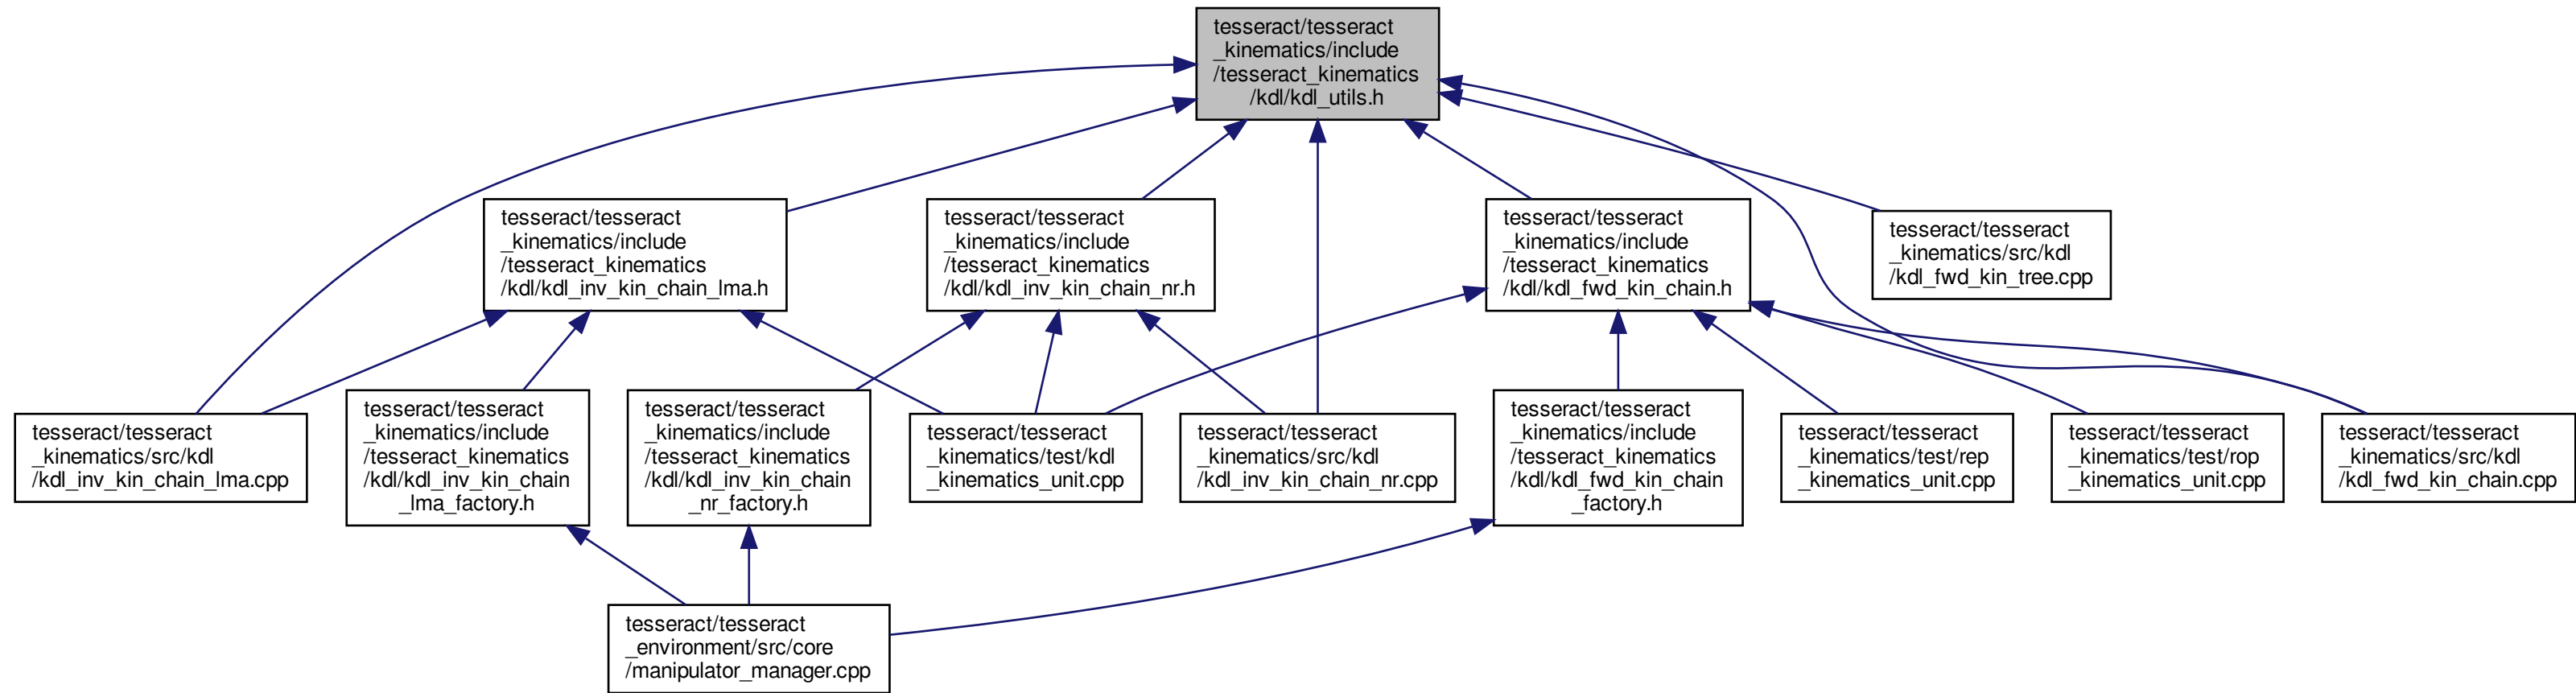 tesseract/tesseract
_kinematics/include
/tesseract_kinematics
/kdl/kdl_utils.h
tesseract/tesseract
_kinematics/include
/tesseract_kinematics
/kdl/kdl_inv_kin_chain_lma.h
tesseract/tesseract
_kinematics/include
/tesseract_kinematics
/kdl/kdl_inv_kin_chain_nr.h
tesseract/tesseract
_kinematics/include
/tesseract_kinematics
/kdl/kdl_fwd_kin_chain.h
tesseract/tesseract
_kinematics/src/kdl
/kdl_fwd_kin_tree.cpp
tesseract/tesseract
_kinematics/src/kdl
/kdl_inv_kin_chain_lma.cpp
tesseract/tesseract
_kinematics/include
/tesseract_kinematics
/kdl/kdl_inv_kin_chain
_lma_factory.h
tesseract/tesseract
_kinematics/include
/tesseract_kinematics
/kdl/kdl_inv_kin_chain
_nr_factory.h
tesseract/tesseract
_kinematics/test/kdl
_kinematics_unit.cpp
tesseract/tesseract
_kinematics/src/kdl
/kdl_inv_kin_chain_nr.cpp
tesseract/tesseract
_kinematics/include
/tesseract_kinematics
/kdl/kdl_fwd_kin_chain
_factory.h
tesseract/tesseract
_kinematics/test/rep
_kinematics_unit.cpp
tesseract/tesseract
_kinematics/test/rop
_kinematics_unit.cpp
tesseract/tesseract
_kinematics/src/kdl
/kdl_fwd_kin_chain.cpp
tesseract/tesseract
_environment/src/core
/manipulator_manager.cpp